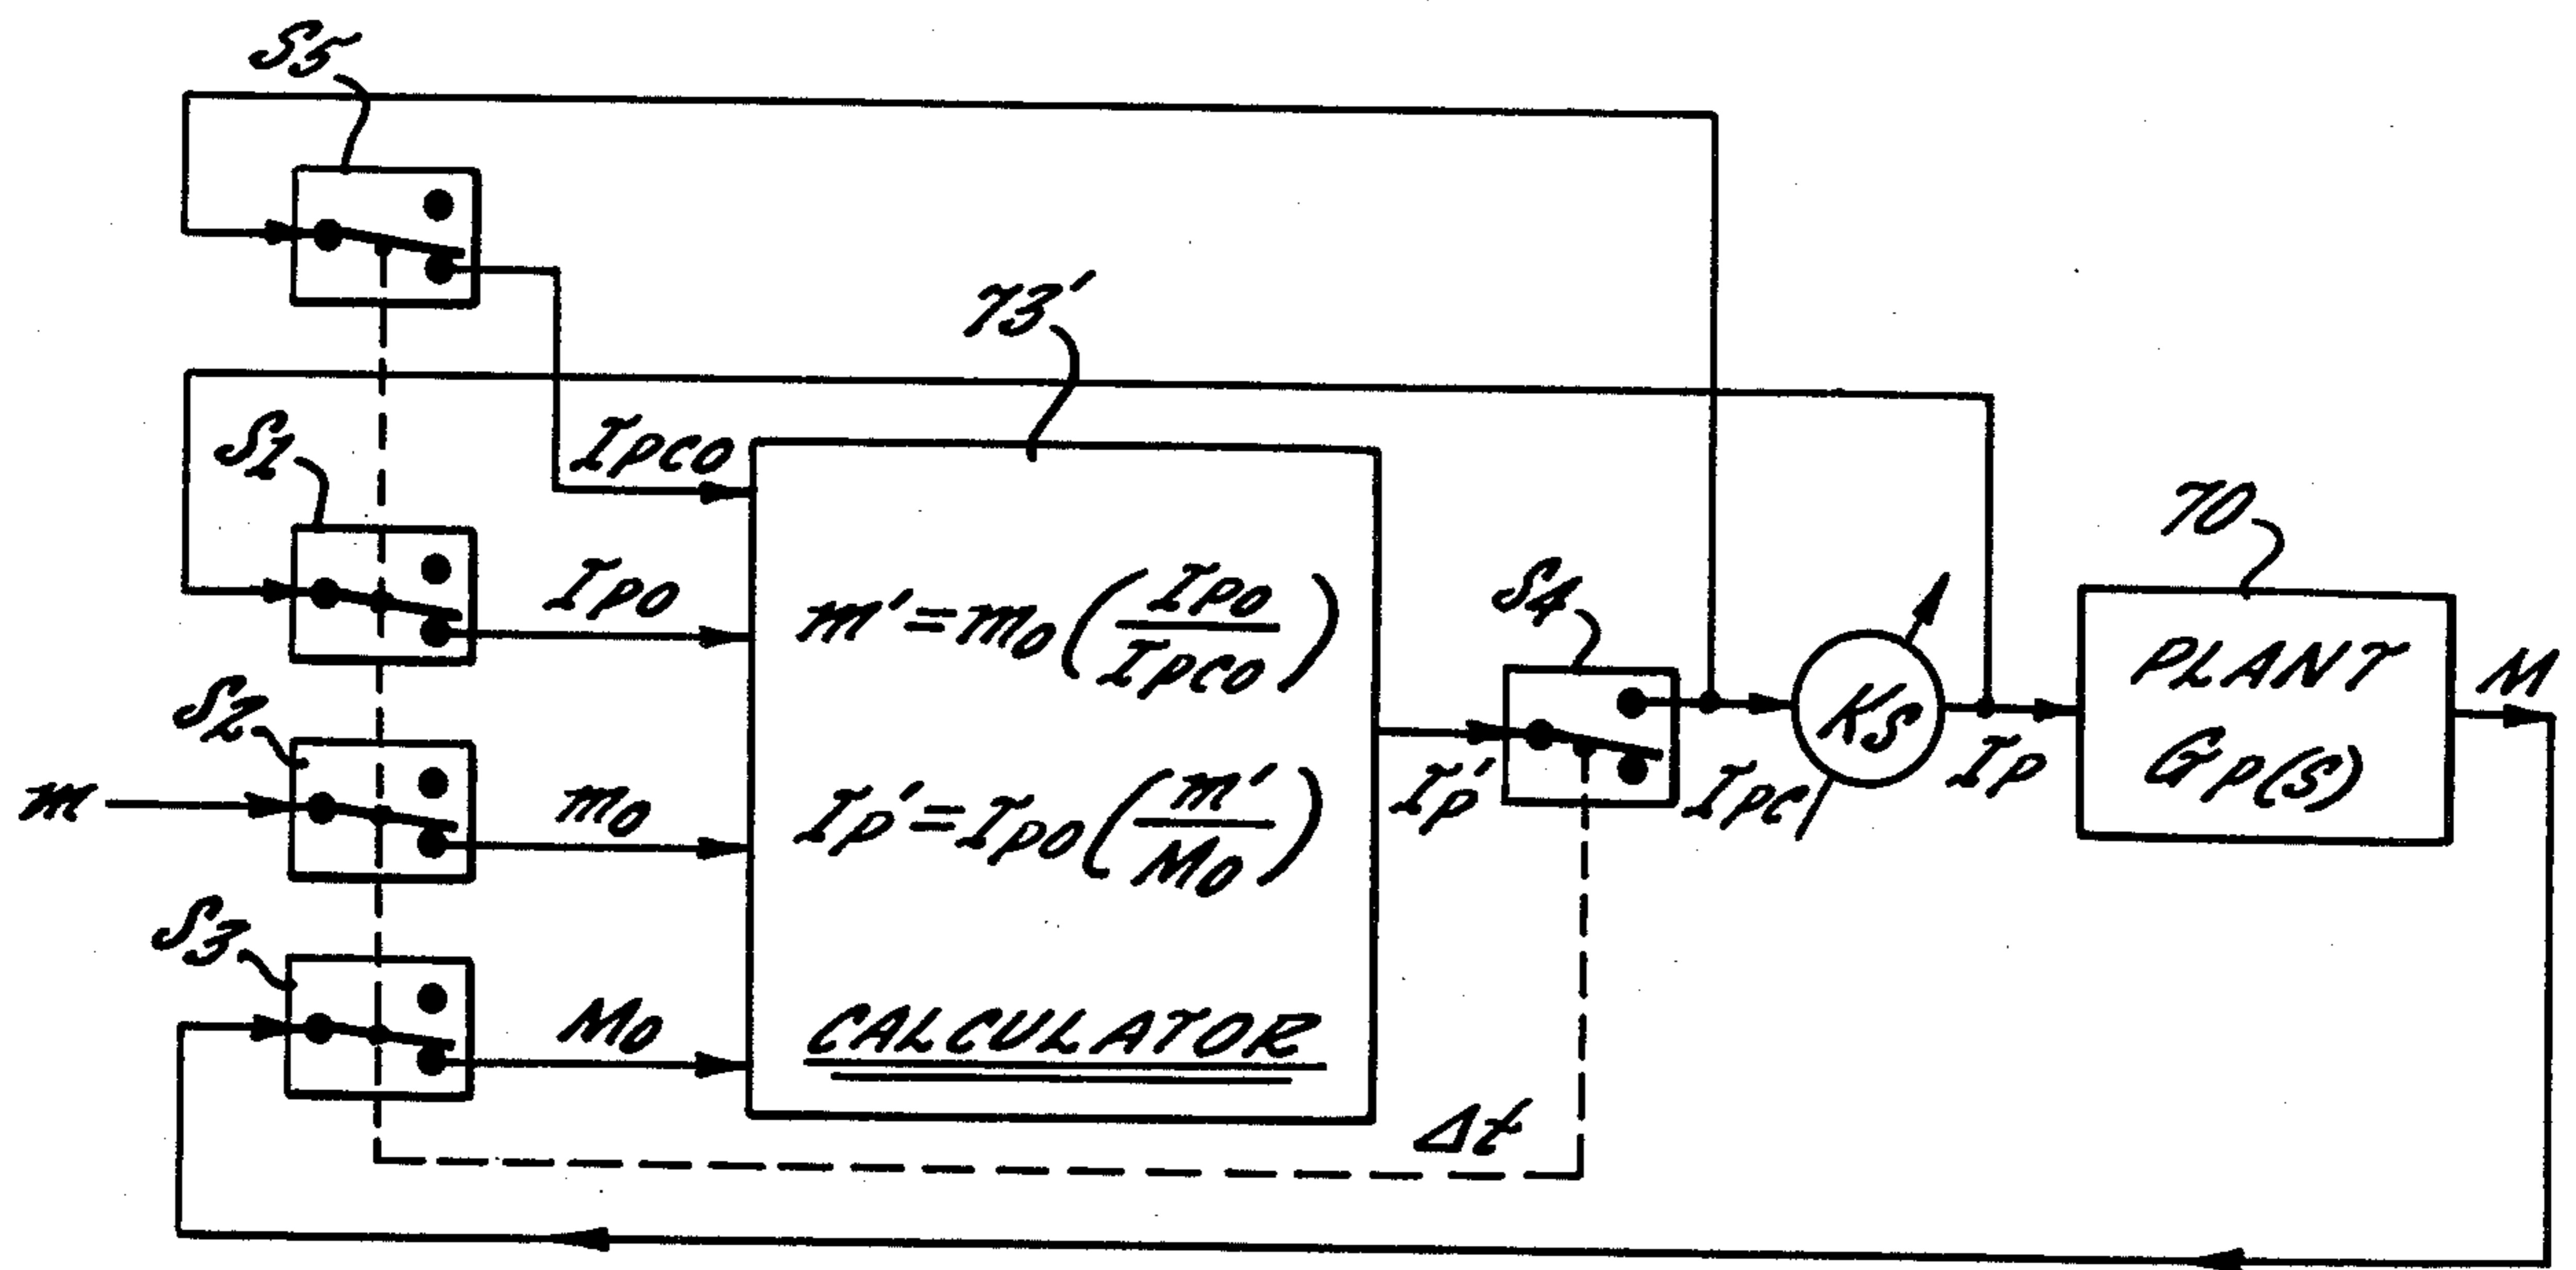 S5
73'
S1
IPCO
70
IPO
S4
m' = mo (IPO / IPCO)
S2
PLANT
M
m
mo
KS
GP(S)
IP'
IPC
IP
IP' = IPO (m' / MO)
S3
MO
CALCULATOR
Δt